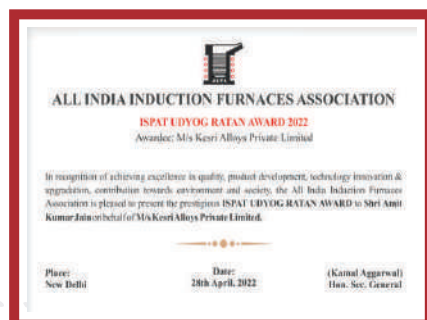 ALL INDIA INDUCTION FURNACES ASSOCIATION
ISPAT UDYOG RATAN AWARD 2022
Awardee: M/s Kesri Alloys Private Limited
In recognition of achieving excellence in quality, product development, technology innovation &
upgradation, contribution towards environment and society, the All India Induction Furnaces
Association is pleased to present the prestigious ISPAT UDYOG RATAN AWARD to Shri Amit
Kumar Jain on behalf of M/s Kesri Alloys Private Limited.
Place:
New Delhi
Date:
28th April, 2022
(Kamal Aggarwal)
Hon. Sec. General